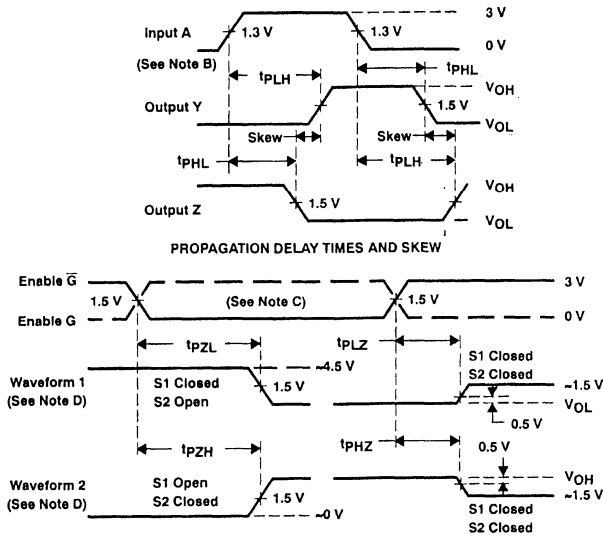 3 V
Input A
1.3 V
1.3 V
0 V
(See Note B)
tPLH
tPHL
VOH
Output Y
1.5 V
Skew
Skew
VOL
tPHL
tPLH
VOH
1.5 V
Output Z
VOL
PROPAGATION DELAY TIMES AND SKEW
Enable G̅
3 V
1.5 V
(See Note C)
1.5 V
Enable G
0 V
tPZL
tPLZ
S1 Closed
S2 Closed
~4.5 V
Waveform 1
S1 Closed
1.5 V
~1.5 V
(See Note D)
S2 Open
VOL
0.5 V
tPZH
tPHZ
0.5 V
Waveform 2
S1 Open
VOH
(See Note D)
S2 Closed
1.5 V
~1.5 V
~0 V
S1 Closed
S2 Closed